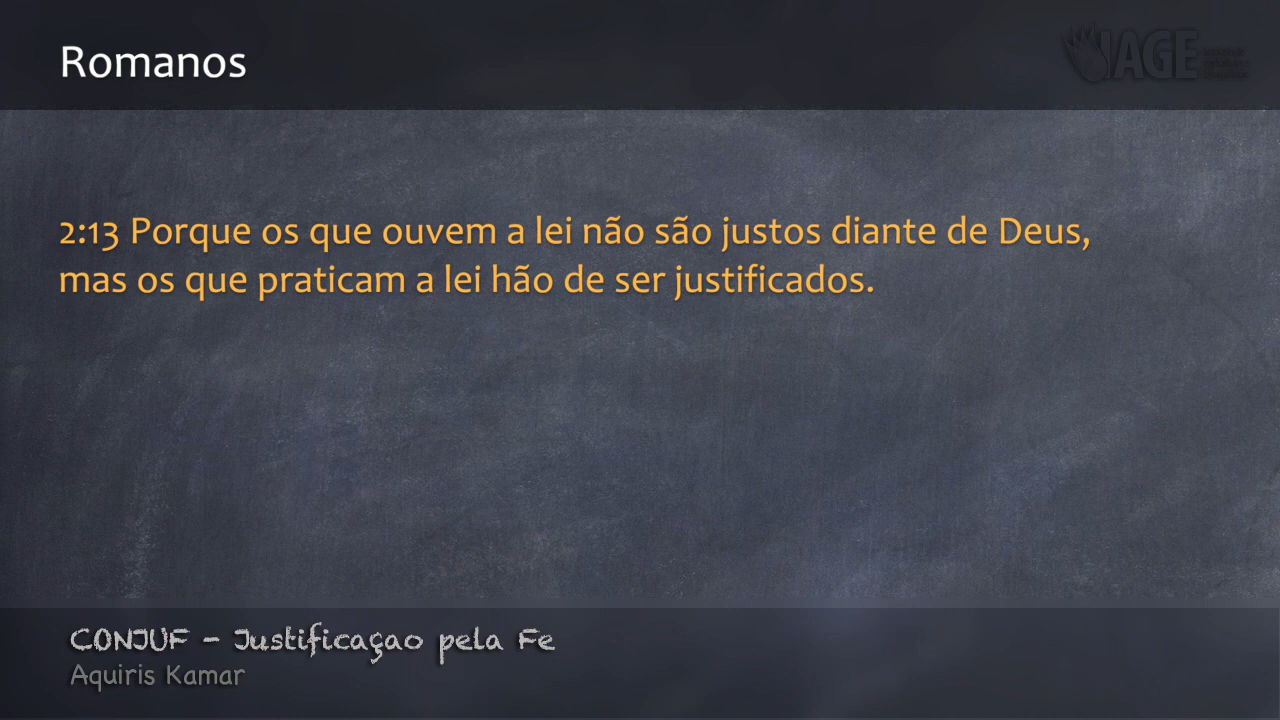 Romanos
IAGE
2:13 Porque os que ouvem a lei não são justos diante de Deus,
mas os que praticam a lei hão de ser justificados.
CONJUF - Justificaçao pela Fe
Aquiris Kamar